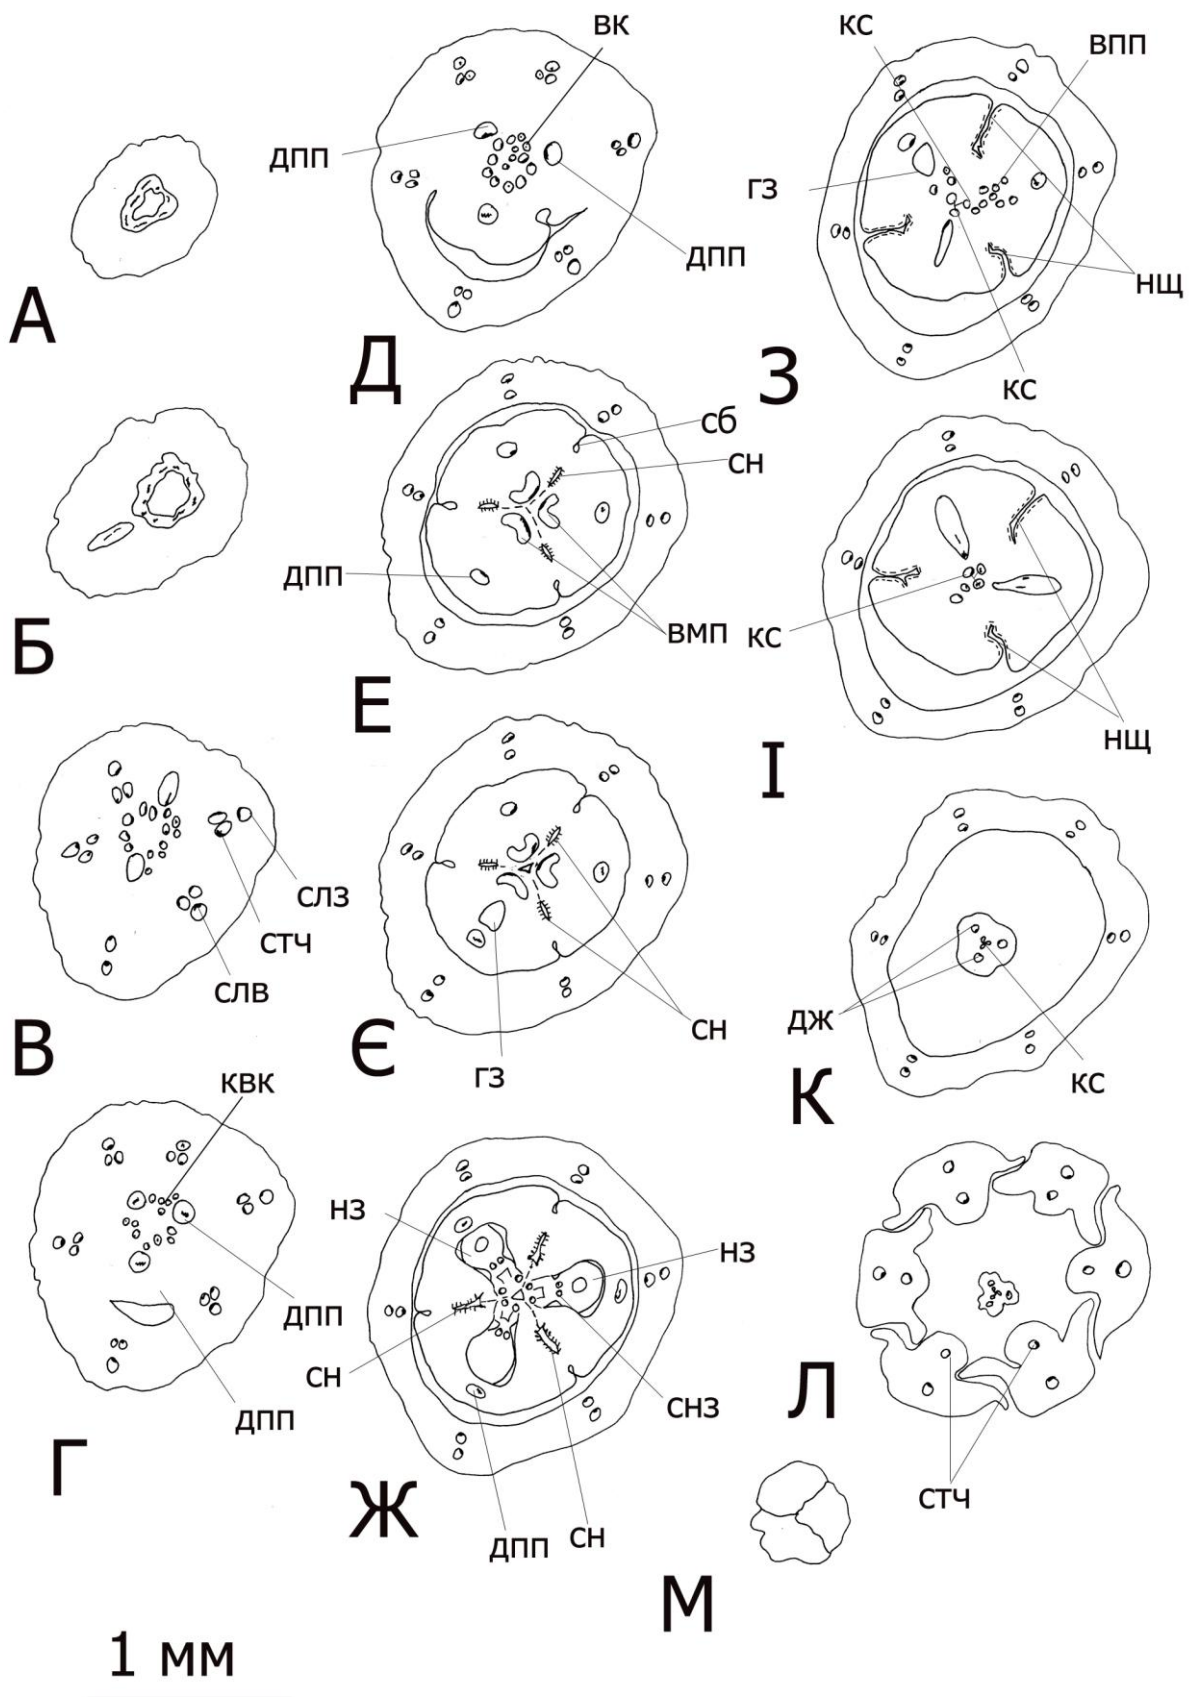 А
Б
В
СЛЗ
СТЧ
СЛВ
Г
КВК
ДПП
ДПП
1 мм
Д
ВК
ДПП
ДПП
Е
сб
СН
ДПП
ВМП
Є
СН
ГЗ
Ж
НЗ
НЗ
СН
СНЗ
ДПП
СН
З
КС
ВПП
ГЗ
НЩ
КС
І
КС
НЩ
К
ДЖ
КС
Л
СТЧ
М